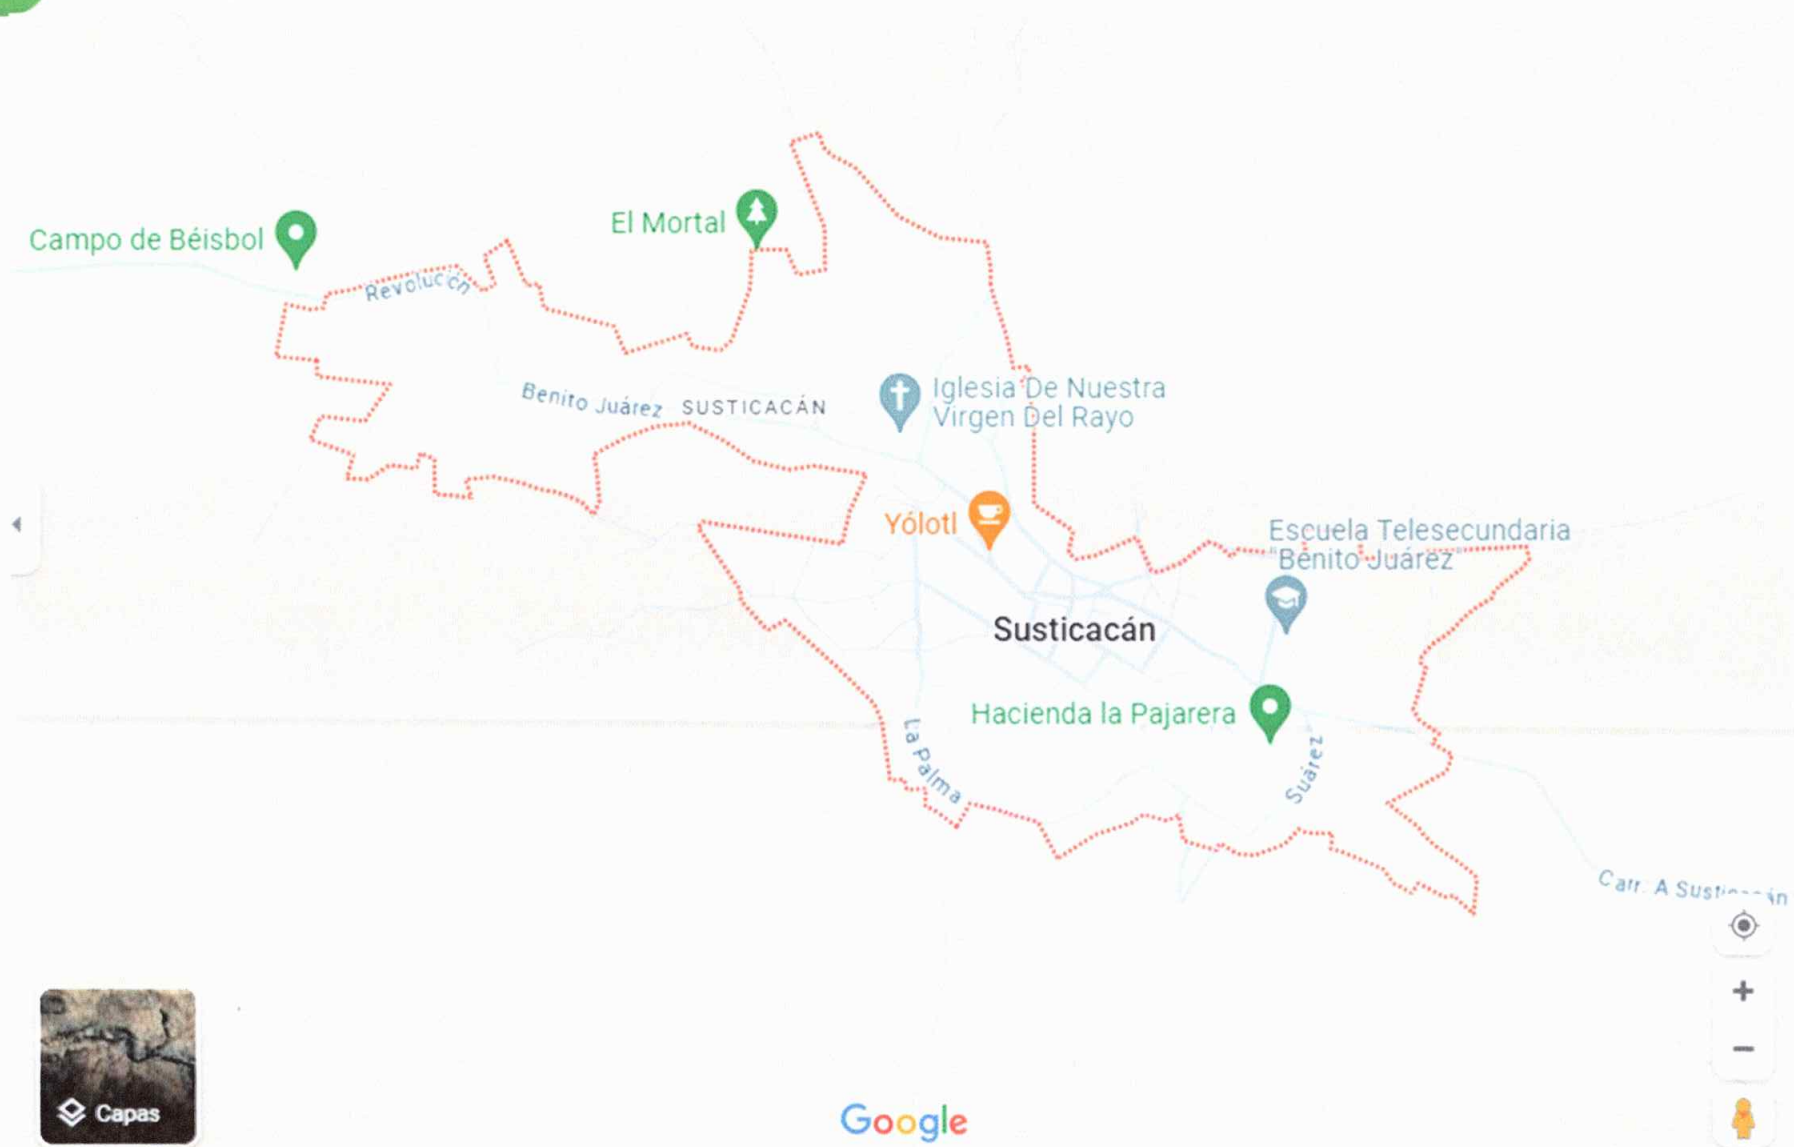 El Mortal
Campo de Béisbol
Revolución
Iglesia De Nuestra
Virgen Del Rayo
Benito Juárez
SUSTICACÁN
Yólotl
Escuela Telesecundaria
"Benito Juárez"
Susticacán
Hacienda la Pajarera
La Palma
Suárez
Carr. A Susticacán
Capas
Google